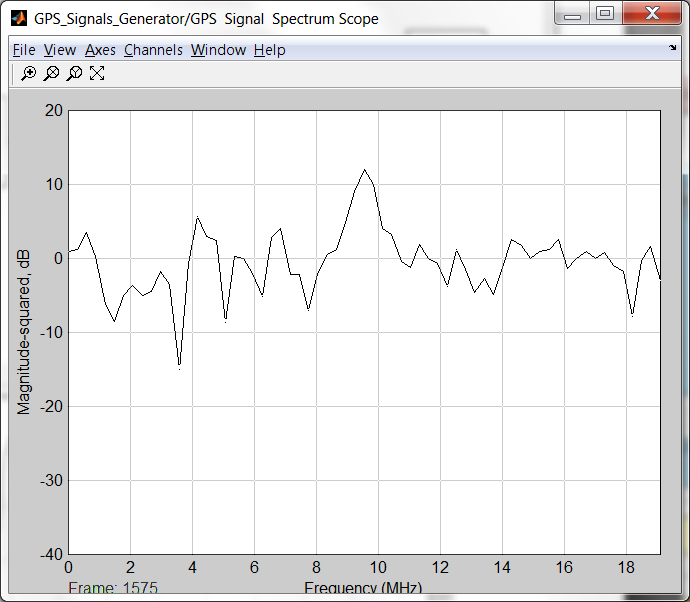 GPS_Signals_Generator/GPS Signal Spectrum Scope
File View Axes Channels Window Help
20
10
0
-10
-20
-30
-40
Magnitude-squared, dB
0 2 4 6 8 10 12 14 16 18
Frame: 1575 Frequency (MHz)